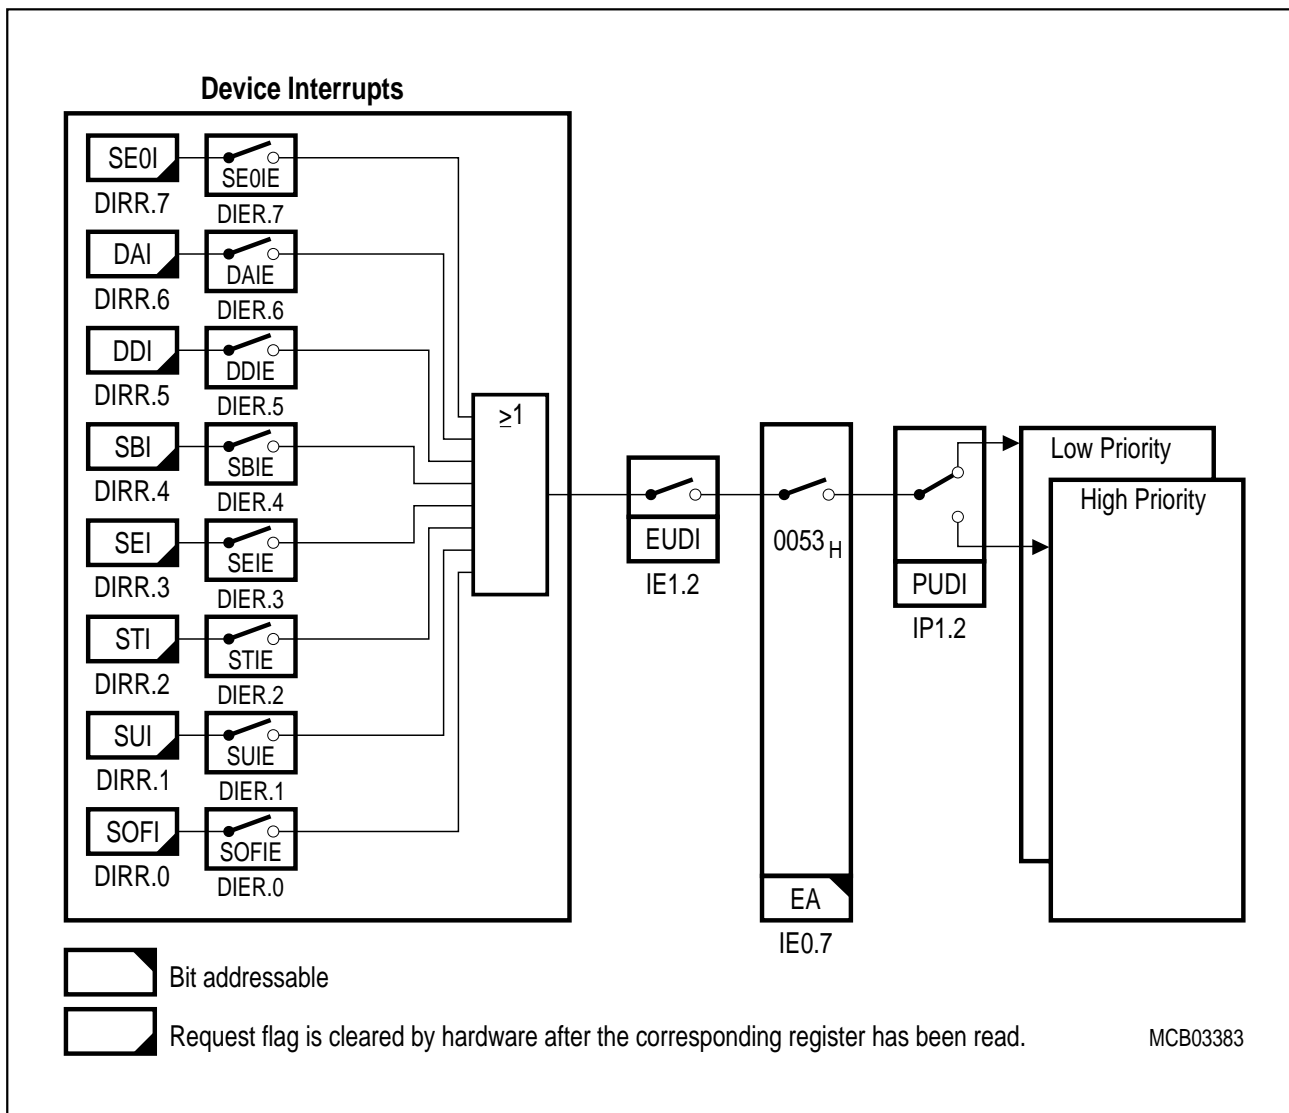 Device Interrupts
SE0I
SE0IE
DIRR.7
DIER.7
DAI
DAIE
DIRR.6
DIER.6
DDI
DDIE
DIRR.5
DIER.5
SBI
SBIE
DIRR.4
DIER.4
SEI
SEIE
DIRR.3
DIER.3
STI
STIE
DIRR.2
DIER.2
SUI
SUIE
DIRR.1
DIER.1
SOFI
SOFIE
DIRR.0
DIER.0
≥1
EUDI
IE1.2
0053 H
EA
IE0.7
PUDI
IP1.2
Low Priority
High Priority
Bit addressable
Request flag is cleared by hardware after the corresponding register has been read.
MCB03383